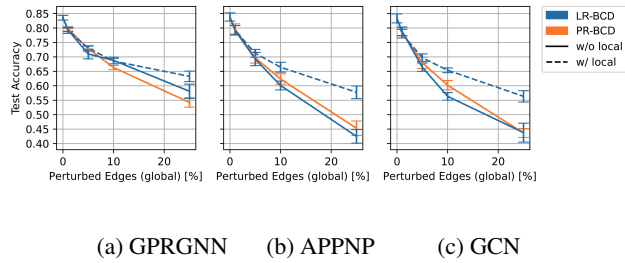 0.85
0.80
0.75
0.70
0.65
0.60
0.55
0.50
0.45
0.40
Test Accuracy
0 10 20
0 10 20
0 10 20
Perturbed Edges (global) [%]
Perturbed Edges (global) [%]
Perturbed Edges (global) [%]
LR-BCD
PR-BCD
w/o local
w/ local
(a) GPRGNN
(b) APPNP
(c) GCN